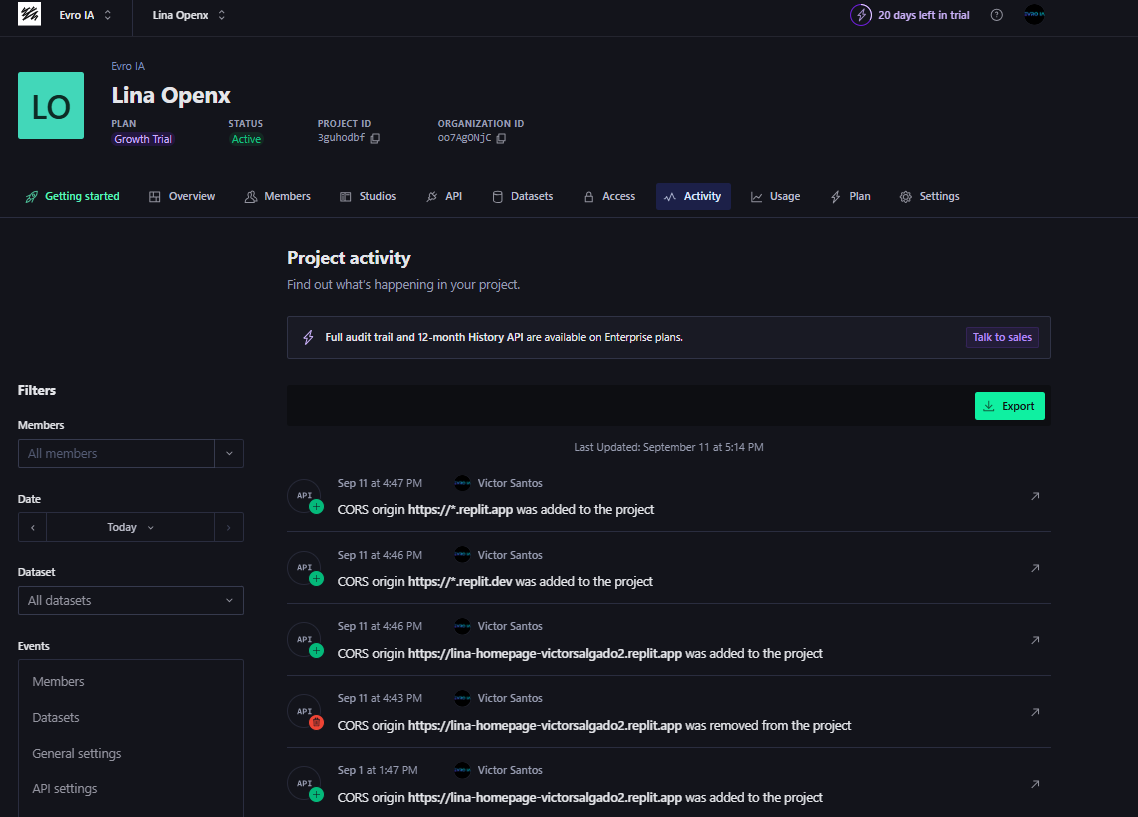 Evro IA
Lina Openx
20 days left in trial
EVRO IA
Evro IA
LO
Lina Openx
PLAN
STATUS
PROJECT ID
ORGANIZATION ID
Growth Trial
Active
3guhodbf
oo7AgONjC
Getting started
Overview
Members
Studios
API
Datasets
Access
Activity
Usage
Plan
Settings
Project activity
Find out what's happening in your project.
Full audit trail and 12-month History API are available on Enterprise plans.
Talk to sales
Filters
Members
All members
Date
Today
Dataset
All datasets
Events
Members
Datasets
General settings
API settings
Export
Last Updated: September 11 at 5:14 PM
API
Sep 11 at 4:47 PM
Victor Santos
CORS origin https://*.replit.app was added to the project
API
Sep 11 at 4:46 PM
Victor Santos
CORS origin https://*.replit.dev was added to the project
API
Sep 11 at 4:46 PM
Victor Santos
CORS origin https://lina-homepage-victorsalgado2.replit.app was added to the project
API
Sep 11 at 4:43 PM
Victor Santos
CORS origin https://lina-homepage-victorsalgado2.replit.app was removed from the project
API
Sep 1 at 1:47 PM
Victor Santos
CORS origin https://lina-homepage-victorsalgado2.replit.app was added to the project